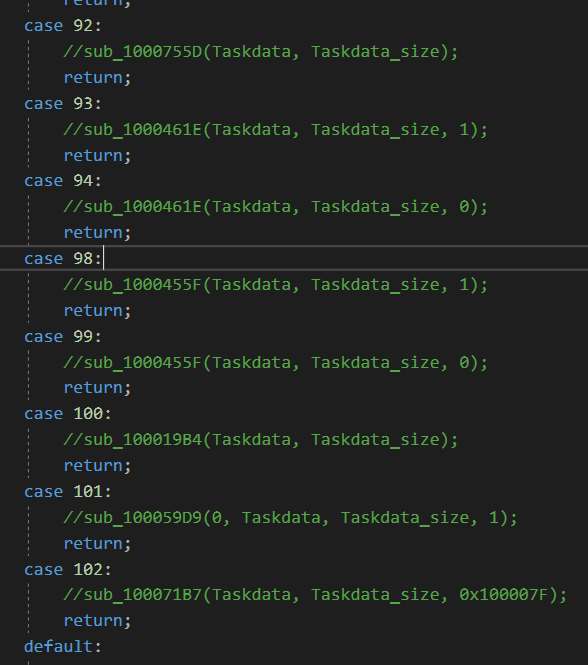 return;
case 92:
//sub_1000755D(Taskdata, Taskdata_size);
return;
case 93:
//sub_1000461E(Taskdata, Taskdata_size, 1);
return;
case 94:
//sub_1000461E(Taskdata, Taskdata_size, 0);
return;
case 98:
//sub_1000455F(Taskdata, Taskdata_size, 1);
return;
case 99:
//sub_1000455F(Taskdata, Taskdata_size, 0);
return;
case 100:
//sub_100019B4(Taskdata, Taskdata_size);
return;
case 101:
//sub_100059D9(0, Taskdata, Taskdata_size, 1);
return;
case 102:
//sub_100071B7(Taskdata, Taskdata_size, 0x100007F);
return;
default: